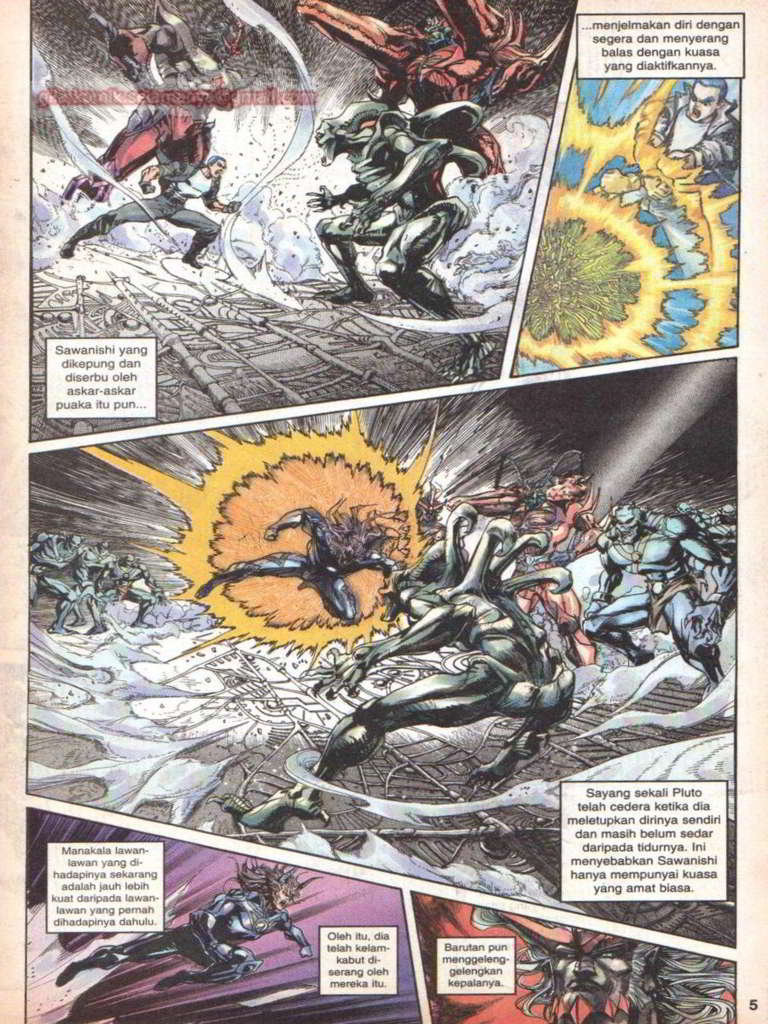 Sawanishi yang
dikepung dan
diserbu oleh
askar-askar
puaka itu pun...
...menjelmakan diri dengan
segera dan menyerang
balas dengan kuasa
yang diaktifkannya.
Sayang sekali Pluto
telah cedera ketika dia
meletupkan dirinya sendiri
dan masih belum sedar
daripada tidurnya. Ini
menyebabkan Sawanishi
hanya mempunyai kuasa
yang amat biasa.
Manakala lawan-
lawan yang di-
hadapinya sekarang
adalah jauh lebih
kuat daripada lawan-
lawan yang pernah
dihadapinya dahulu.
Oleh itu, dia
telah kelam-
kabut di-
serang oleh
mereka itu.
Barutan pun
menggeleng-
gelengkan
kepalanya.
5